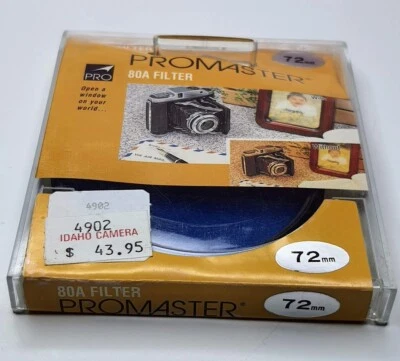 PROMASTER
72mm
80A FILTER
PRO
Open a
window
on your
world...
Without
4902
4902
IDAHO CAMERA
$ 43.95
72mm
80A FILTER
PROMASTER
72mm